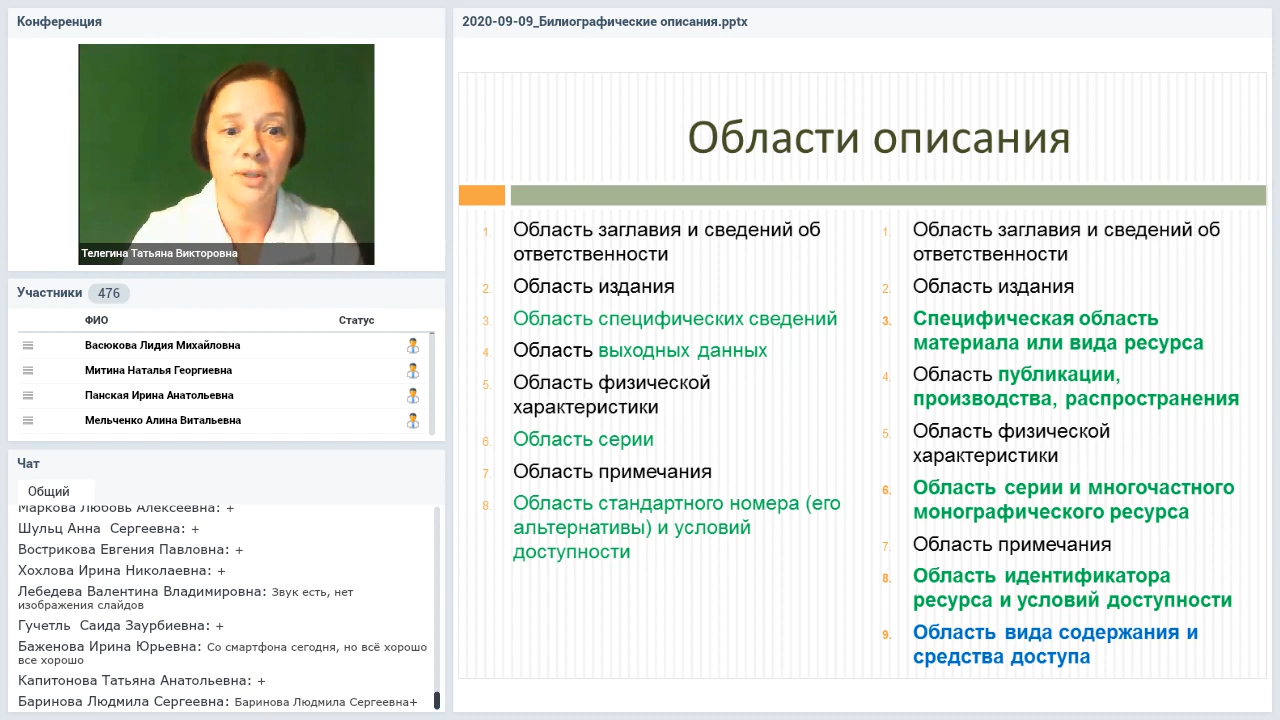 Конференция
Телегина Татьяна Викторовна
Участники 476
ФИО Статус
Васюкова Лидия Михайловна
Митина Наталья Георгиевна
Панская Ирина Анатольевна
Мельченко Алина Витальевна
Чат
Общий
Маркова Любовь Алексеевна: +
Шульц Анна Сергеевна: +
Вострикова Евгения Павловна: +
Хохлова Ирина Николаевна: +
Лебедева Валентина Владимировна: Звук есть, нет
изображения слайдов
Гучетль Саида Заурбиевна: +
Баженова Ирина Юрьевна: Со смартфона сегодня, но всё хорошо
все хорошо
Капитонова Татьяна Анатольевна: +
Баринова Людмила Сергеевна: Баринова Людмила Сергеевна+
2020-09-09_Билиографические описания.pptx
Области описания
1. Область заглавия и сведений об
ответственности
2. Область издания
3. Область специфических сведений
4. Область выходных данных
5. Область физической
характеристики
6. Область серии
7. Область примечания
8. Область стандартного номера (его
альтернативы) и условий
доступности
1. Область заглавия и сведений об
ответственности
2. Область издания
3. Специфическая область
материала или вида ресурса
4. Область публикации,
производства, распространения
5. Область физической
характеристики
6. Область серии и многочастного
монографического ресурса
7. Область примечания
8. Область идентификатора
ресурса и условий доступности
9. Область вида содержания и
средства доступа